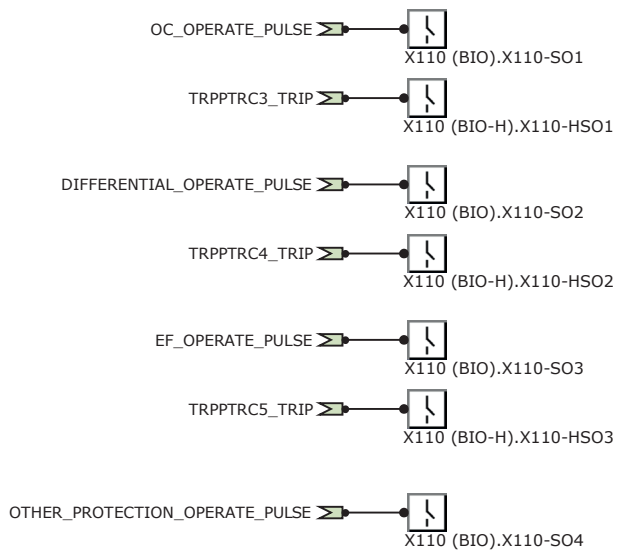 OC_OPERATE_PULSE
X110 (BIO).X110-SO1
TRPPTRC3_TRIP
X110 (BIO-H).X110-HSO1
DIFFERENTIAL_OPERATE_PULSE
X110 (BIO).X110-SO2
TRPPTRC4_TRIP
X110 (BIO-H).X110-HSO2
EF_OPERATE_PULSE
X110 (BIO).X110-SO3
TRPPTRC5_TRIP
X110 (BIO-H).X110-HSO3
OTHER_PROTECTION_OPERATE_PULSE
X110 (BIO).X110-SO4